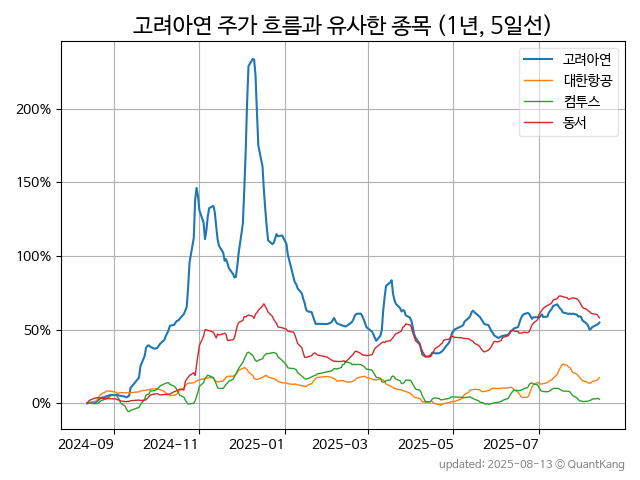 고려아연 주가 흐름과 유사한 종목 (1년, 5일선)
고려아연
대한항공
컴투스
동서
200%
150%
100%
50%
0%
2024-09 2024-11 2025-01 2025-03 2025-05 2025-07
updated: 2025-08-13 © QuantKang